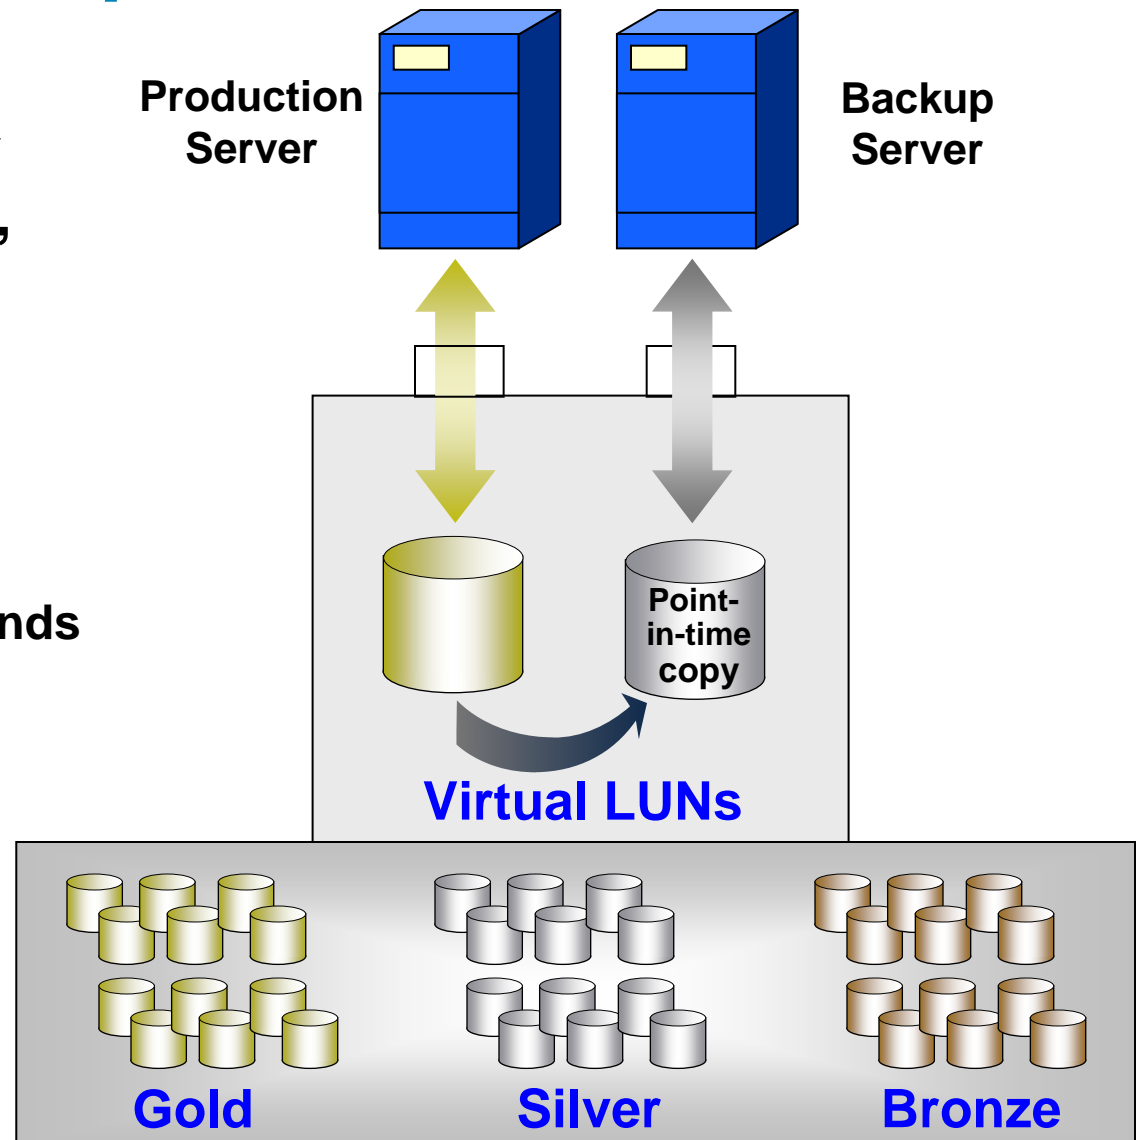 Production
Server
Backup
Server
,
nds
Point-
in-time
copy
Virtual LUNs
Gold
Silver
Bronze